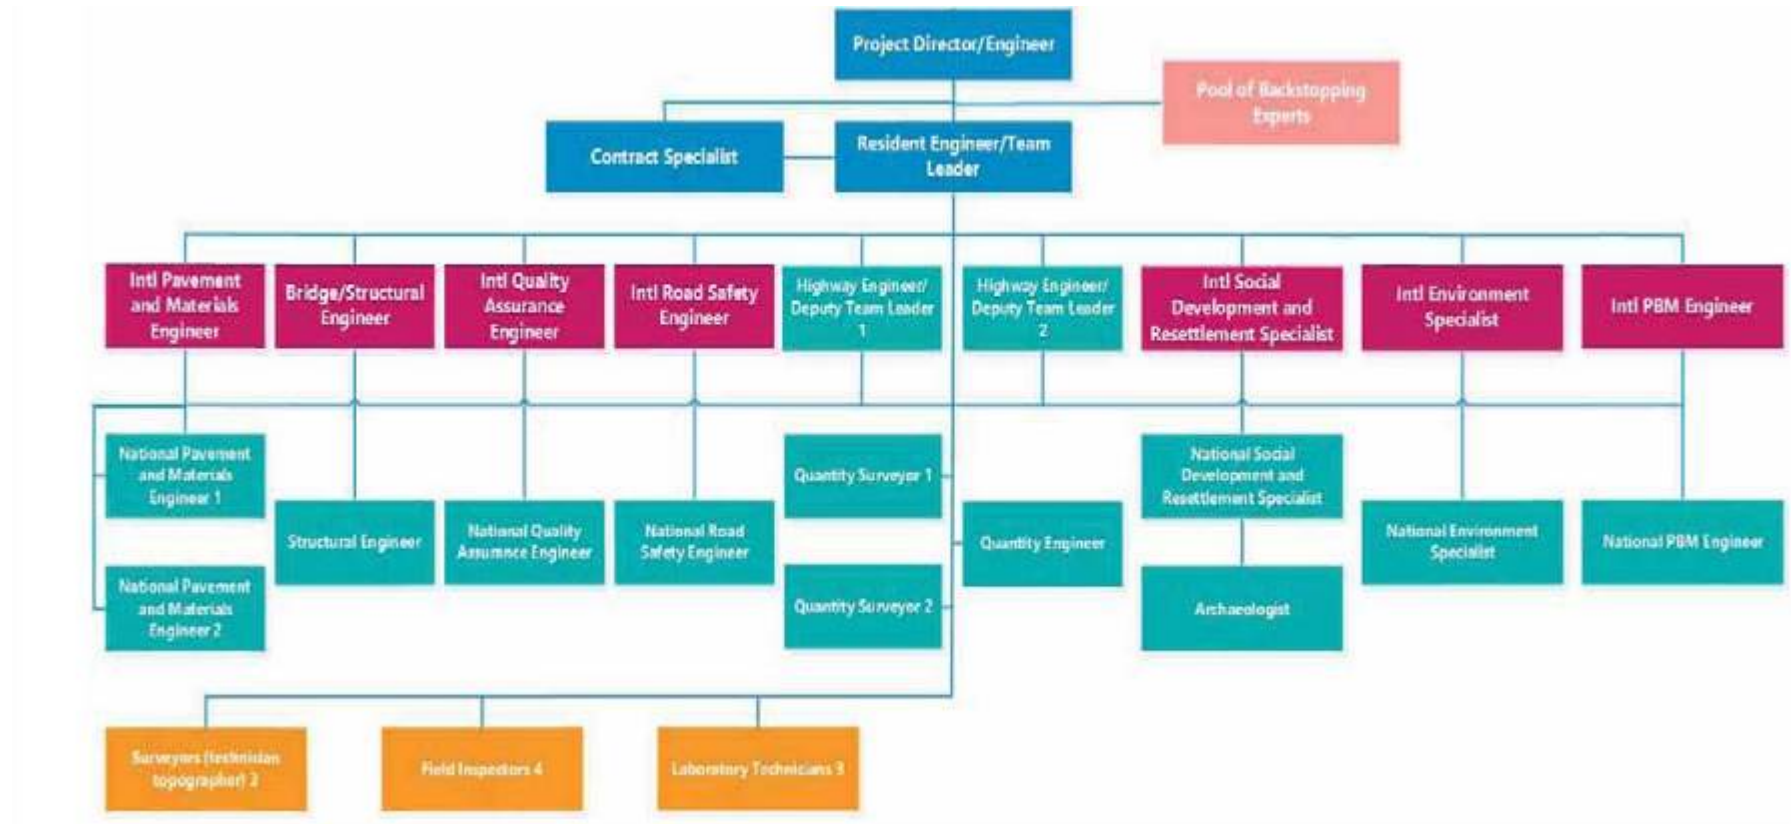 Project Director/Engineer
Pool of Backstopping
Experts
Contract Specialist
Resident Engineer/Team
Leader
Intl Pavement
and Materials
Engineer
Bridge/Structural
Engineer
Intl Quality
Assurance
Engineer
Intl Road Safety
Engineer
Highway Engineer/
Deputy Team Leader
1
Highway Engineer/
Deputy Team Leader
2
Intl Social
Development and
Resettlement Specialist
Intl Environment
Specialist
Intl PBM Engineer
National Pavement
and Materials
Engineer 1
Structural Engineer
National Quality
Assurance Engineer
National Road
Safety Engineer
Quantity Surveyor 1
Quantity Engineer
National Social
Development and
Resettlement Specialist
National Environment
Specialist
National PBM Engineer
National Pavement
and Materials
Engineer 2
Quantity Surveyor 2
Archaeologist
Surveyors (technician
topographer)
Field Inspectors 4
Laboratory Technicians 3